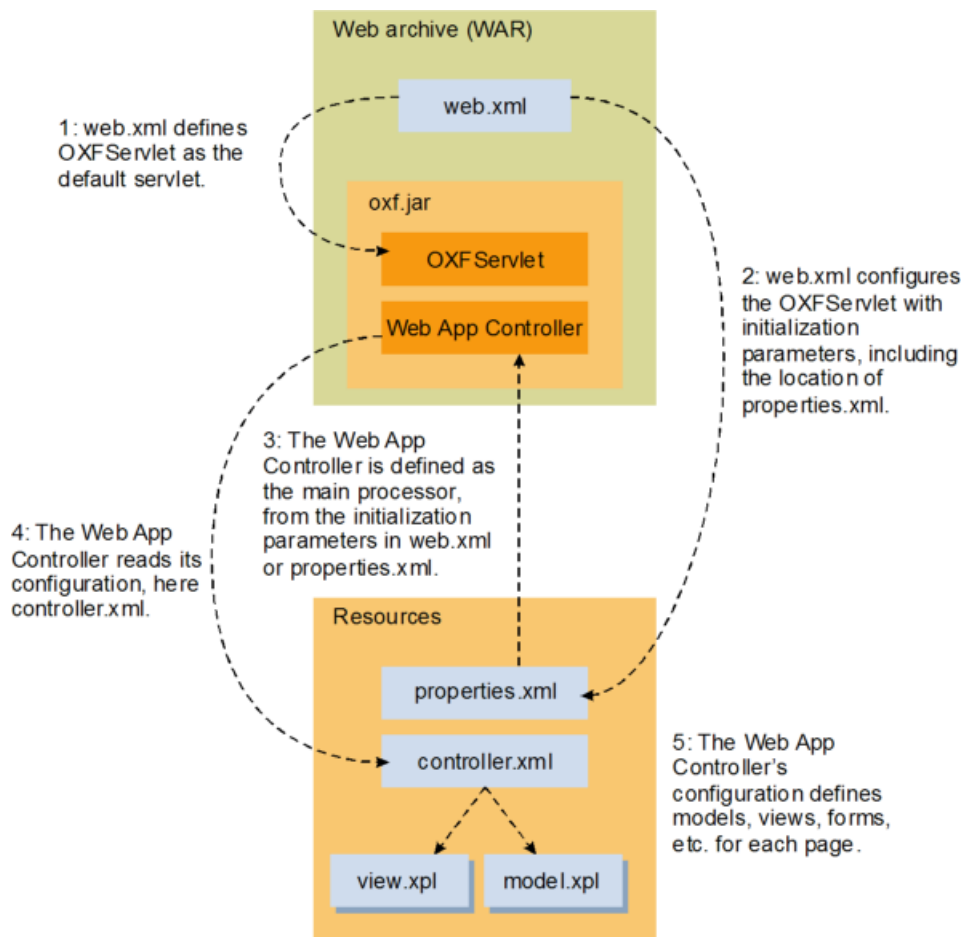 Web archive (WAR)
web.xml
1: web.xml defines
OXFServlet as the
default servlet.
oxf.jar
OXFServlet
Web App Controller
2: web.xml configures
the OXFServlet with
initialization
parameters, including
the location of
properties.xml.
3: The Web App
Controller is defined as
the main processor,
from the initialization
parameters in web.xml
or properties.xml.
4: The Web App
Controller reads its
configuration, here
controller.xml.
Resources
properties.xml
controller.xml
5: The Web App
Controller’s
configuration defines
models, views, forms,
etc. for each page.
view.xpl
model.xpl